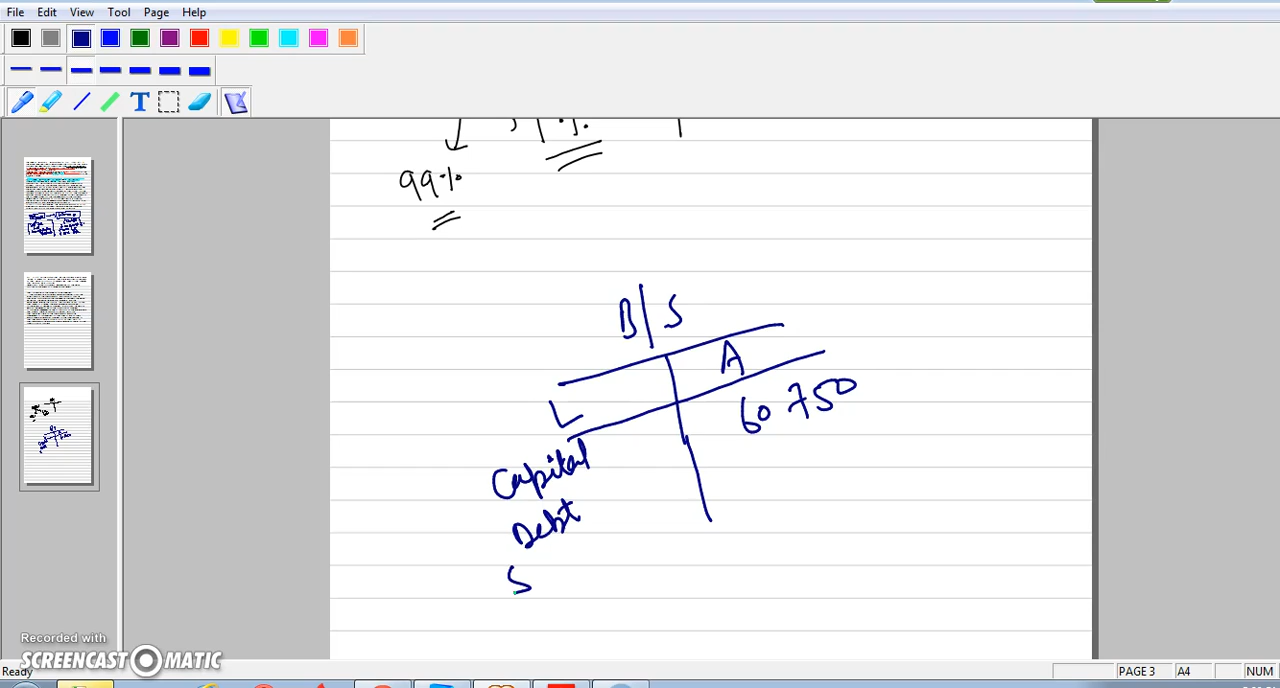 File Edit View Tool Page Help
99%
B/S
A
L
60 750
Capital
Debt
S
Recorded with
SCREENCAST-O-MATIC
Ready
PAGE 3 A4 NUM